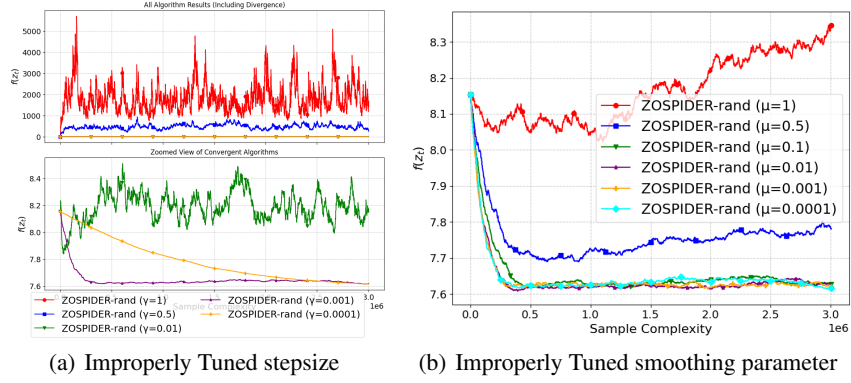 All Algorithm Results (Including Divergence)
5000
4000
3000
2000
1000
0
f(zₜ)
Zoomed View of Convergent Algorithms
8.4
8.2
8.0
7.8
7.6
f(zₜ)
3.0
Sample Complexity
1e6
ZOSPIDER-rand (γ=1)
ZOSPIDER-rand (γ=0.5)
ZOSPIDER-rand (γ=0.01)
ZOSPIDER-rand (γ=0.001)
ZOSPIDER-rand (γ=0.0001)
(a) Improperly Tuned stepsize
8.3
8.2
8.1
8.0
7.9
7.8
7.7
7.6
f(zₜ)
ZOSPIDER-rand (μ=1)
ZOSPIDER-rand (μ=0.5)
ZOSPIDER-rand (μ=0.1)
ZOSPIDER-rand (μ=0.01)
ZOSPIDER-rand (μ=0.001)
ZOSPIDER-rand (μ=0.0001)
0.0 0.5 1.0 1.5 2.0 2.5 3.0
Sample Complexity
1e6
(b) Improperly Tuned smoothing parameter